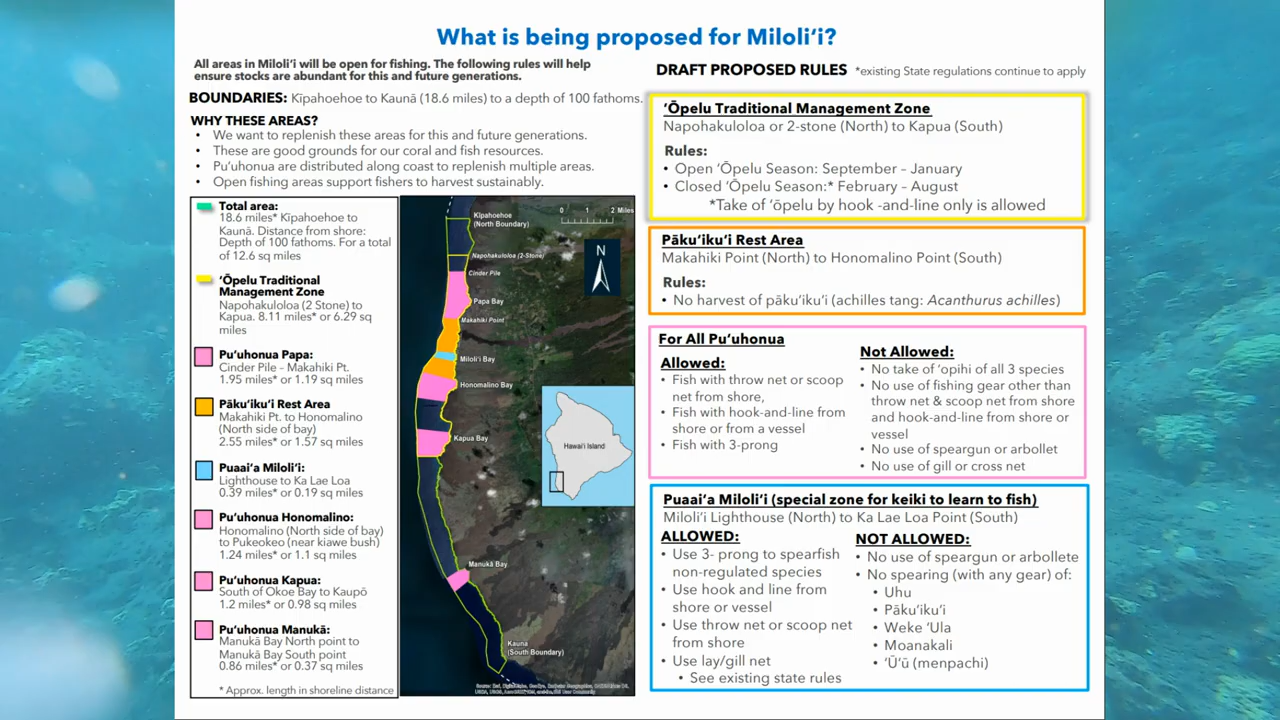 What is being proposed for Miloliʻi?
All areas in Miloliʻi will be open for fishing. The following rules will help
ensure stocks are abundant for this and future generations.
BOUNDARIES: Kīpahoehoe to Kaunā (18.6 miles) to a depth of 100 fathoms.
WHY THESE AREAS?
• We want to replenish these areas for this and future generations.
• These are good grounds for our coral and fish resources.
• Puʻuhonua are distributed along coast to replenish multiple areas.
• Open fishing areas support fishers to harvest sustainably.
Total area:
18.6 miles* Kipahoehoe to
Kaunā. Distance from shore:
Depth of 100 fathoms. For a total
of 12.6 sq miles
ʻŌpelu Traditional
Management Zone
Napohakuloloa (2 Stone) to
Kapua. 8.11 miles* or 6.29 sq
miles
Puʻuhonua Papa:
Cinder Pile – Makahiki Pt.
1.95 miles* or 1.19 sq miles
Pākuʻikuʻi Rest Area
Makahiki Pt. to Honomalino
(North side of bay)
2.55 miles* or 1.57 sq miles
Puaaiʻa Miloliʻi:
Lighthouse to Ka Lae Loa
0.39 miles* or 0.19 sq miles
Puʻuhonua Honomalino:
Honomalino (North side of bay)
to Pukeokeo (near kiawe bush)
1.24 miles* or 1.1 sq miles
Puʻuhonua Kapua:
South of Okoe Bay to Kaupō
1.2 miles* or 0.98 sq miles
Puʻuhonua Manukā:
Manukā Bay North point to
Manukā Bay South point
0.86 miles* or 0.37 sq miles
* Approx. length in shoreline distance
Kīpahoehoe
(North Boundary)
0 1 2 Miles
N
Napohakuloloa (2-Stone)
Cinder Pile
Papa Bay
Makahiki Point
Miloliʻi Bay
Honomalino Bay
Kapua Bay
Hawaiʻi Island
Manukā Bay
Kaunā
(South Boundary)
DRAFT PROPOSED RULES *existing State regulations continue to apply
ʻŌpelu Traditional Management Zone
Napohakuloloa or 2-stone (North) to Kapua (South)
Rules:
• Open ʻŌpelu Season: September – January
• Closed ʻŌpelu Season:* February – August
*Take of ʻōpelu by hook -and-line only is allowed
Pākuʻikuʻi Rest Area
Makahiki Point (North) to Honomalino Point (South)
Rules:
• No harvest of pākuʻikuʻi (achilles tang: Acanthurus achilles)
For All Puʻuhonua
Allowed:
• Fish with throw net or scoop
net from shore,
• Fish with hook-and-line from
shore or from a vessel
• Fish with 3-prong
Not Allowed:
• No take of ʻopihi of all 3 species
• No use of fishing gear other than
throw net & scoop net from shore
and hook-and-line from shore or
vessel
• No use of speargun or arbollet
• No use of gill or cross net
Puaaiʻa Miloliʻi (special zone for keiki to learn to fish)
Miloliʻi Lighthouse (North) to Ka Lae Loa Point (South)
ALLOWED:
• Use 3- prong to spearfish
non-regulated species
• Use hook and line from
shore or vessel
• Use throw net or scoop net
from shore
• Use lay/gill net
• See existing state rules
NOT ALLOWED:
• No use of speargun or arbollete
• No spearing (with any gear) of:
• Uhu
• Pākuʻikuʻi
• Weke ʻUla
• Moanakali
• ʻŪʻū (menpachi)